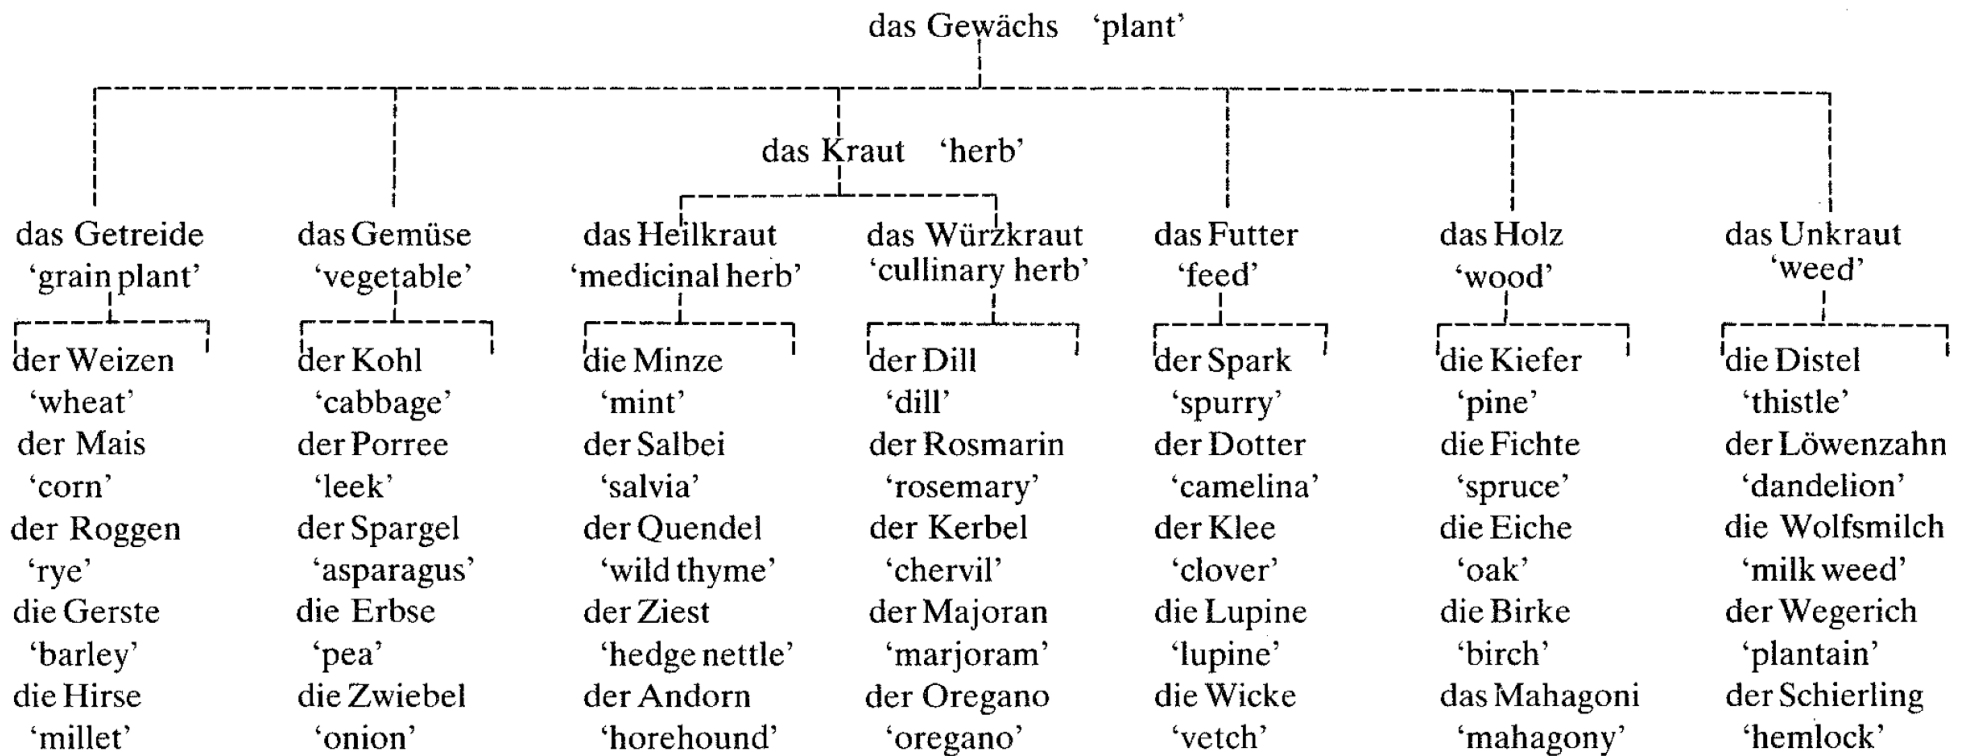 das Gewächs ‘plant’
das Kraut ‘herb’
das Getreide das Gemüse das Heilkraut das Würzkraut das Futter das Holz das Unkraut
‘grain plant’ ‘vegetable’ ‘medicinal herb’ ‘cullinary herb’ ‘feed’ ‘wood’ ‘weed’
der Weizen der Kohl die Minze der Dill der Spark die Kiefer die Distel
‘wheat’ ‘cabbage’ ‘mint’ ‘dill’ ‘spurry’ ‘pine’ ‘thistle’
der Mais der Porree der Salbei der Rosmarin der Dotter die Fichte der Löwenzahn
‘corn’ ‘leek’ ‘salvia’ ‘rosemary’ ‘camelina’ ‘spruce’ ‘dandelion’
der Roggen der Spargel der Quendel der Kerbel der Klee die Eiche die Wolfsmilch
‘rye’ ‘asparagus’ ‘wild thyme’ ‘chervil’ ‘clover’ ‘oak’ ‘milk weed’
die Gerste die Erbse der Ziest der Majoran die Lupine die Birke der Wegerich
‘barley’ ‘pea’ ‘hedge nettle’ ‘marjoram’ ‘lupine’ ‘birch’ ‘plantain’
die Hirse die Zwiebel der Andorn der Oregano die Wicke das Mahagoni der Schierling
‘millet’ ‘onion’ ‘horehound’ ‘oregano’ ‘vetch’ ‘mahagony’ ‘hemlock’